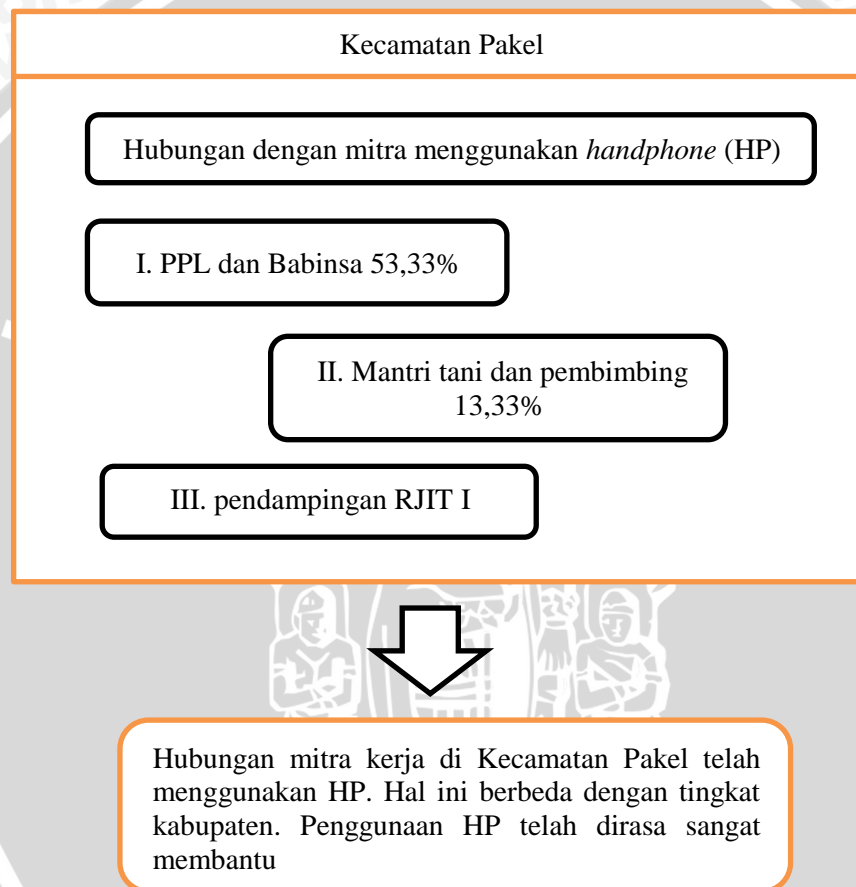 Kecamatan Pakel
Hubungan dengan mitra menggunakan handphone (HP)
I. PPL dan Babinsa 53,33%
II. Mantri tani dan pembimbing
13,33%
III. pendampingan RJIT I
Hubungan mitra kerja di Kecamatan Pakel telah
menggunakan HP. Hal ini berbeda dengan tingkat
kabupaten. Penggunaan HP telah dirasa sangat
membantu